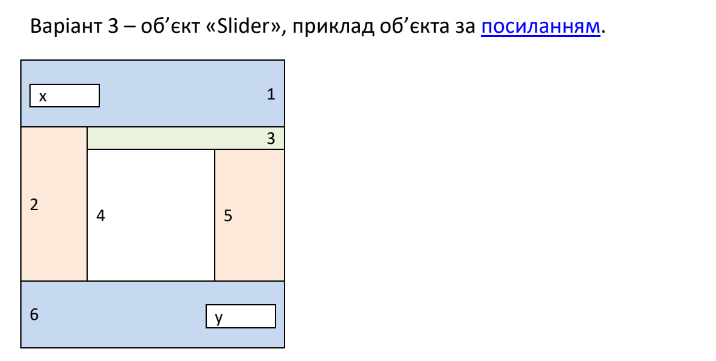 Варіант 3 – об’єкт «Slider», приклад об’єкта за посиланням.
x 1
3
2 4 5
6 y